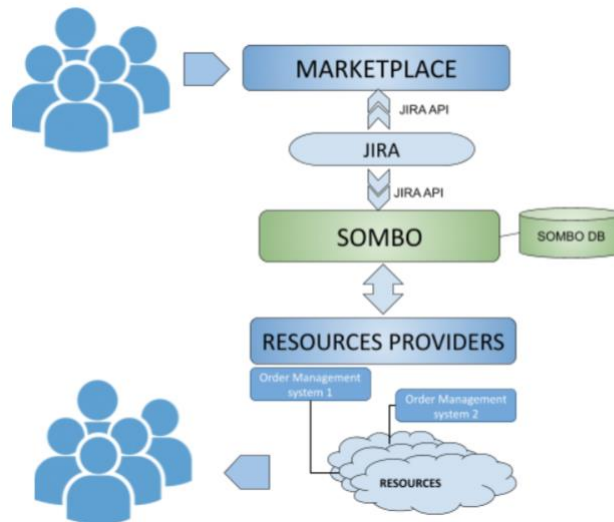 MARKETPLACE
JIRA API
JIRA
JIRA API
SOMBO
SOMBO DB
RESOURCES PROVIDERS
Order Management
system 1
Order Management
system 2
RESOURCES